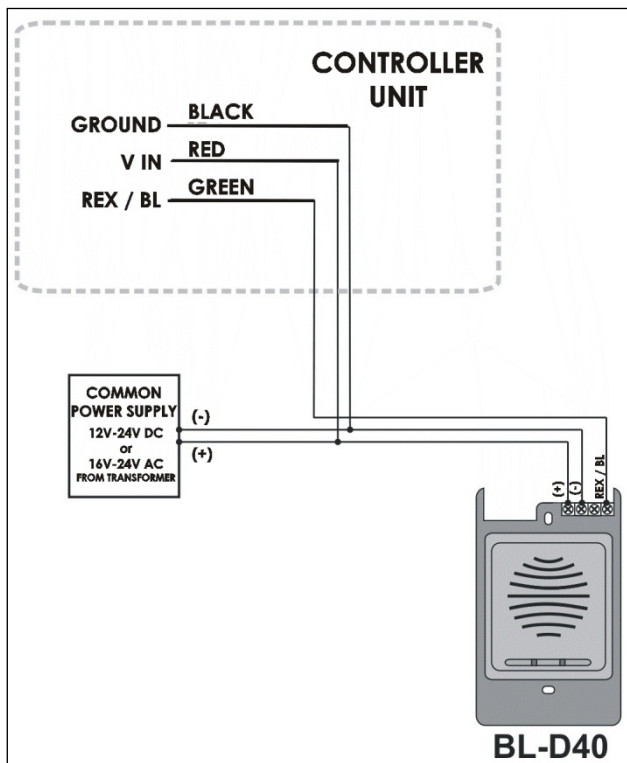 CONTROLLER
UNIT
GROUND BLACK
V IN RED
REX / BL GREEN
COMMON
POWER SUPPLY
12V-24V DC
or
16V-24V AC
FROM TRANSFORMER
(-)
(+)
(+)
(-)
REX / BL
BL-D40